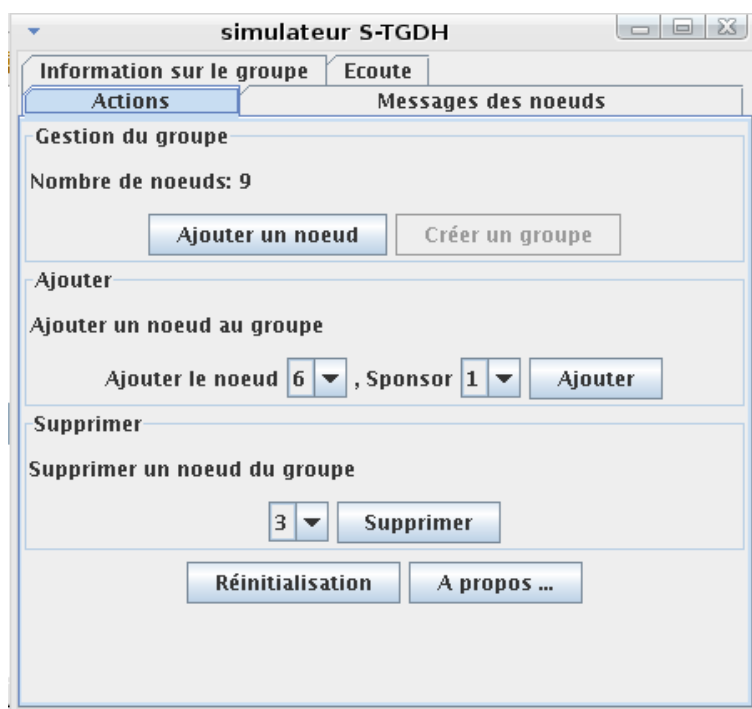 simulateur S-TGDH
Information sur le groupe Ecoute
Actions Messages des noeuds
Gestion du groupe
Nombre de noeuds: 9
Ajouter un noeud Créer un groupe
Ajouter
Ajouter un noeud au groupe
Ajouter le noeud 6 , Sponsor 1 Ajouter
Supprimer
Supprimer un noeud du groupe
3 Supprimer
Réinitialisation A propos ...